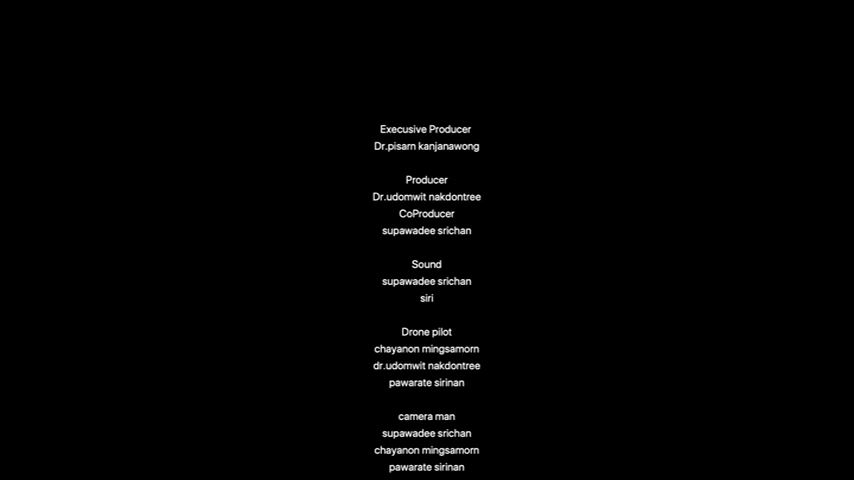 Execusive Producer
Dr.pisarn kanjanawong
Producer
Dr.udomwit nakdontree
CoProducer
supawadee srichan
Sound
supawadee srichan
siri
Drone pilot
chayanon mingsamorn
dr.udomwit nakdontree
pawarate sirinan
camera man
supawadee srichan
chayanon mingsamorn
pawarate sirinan